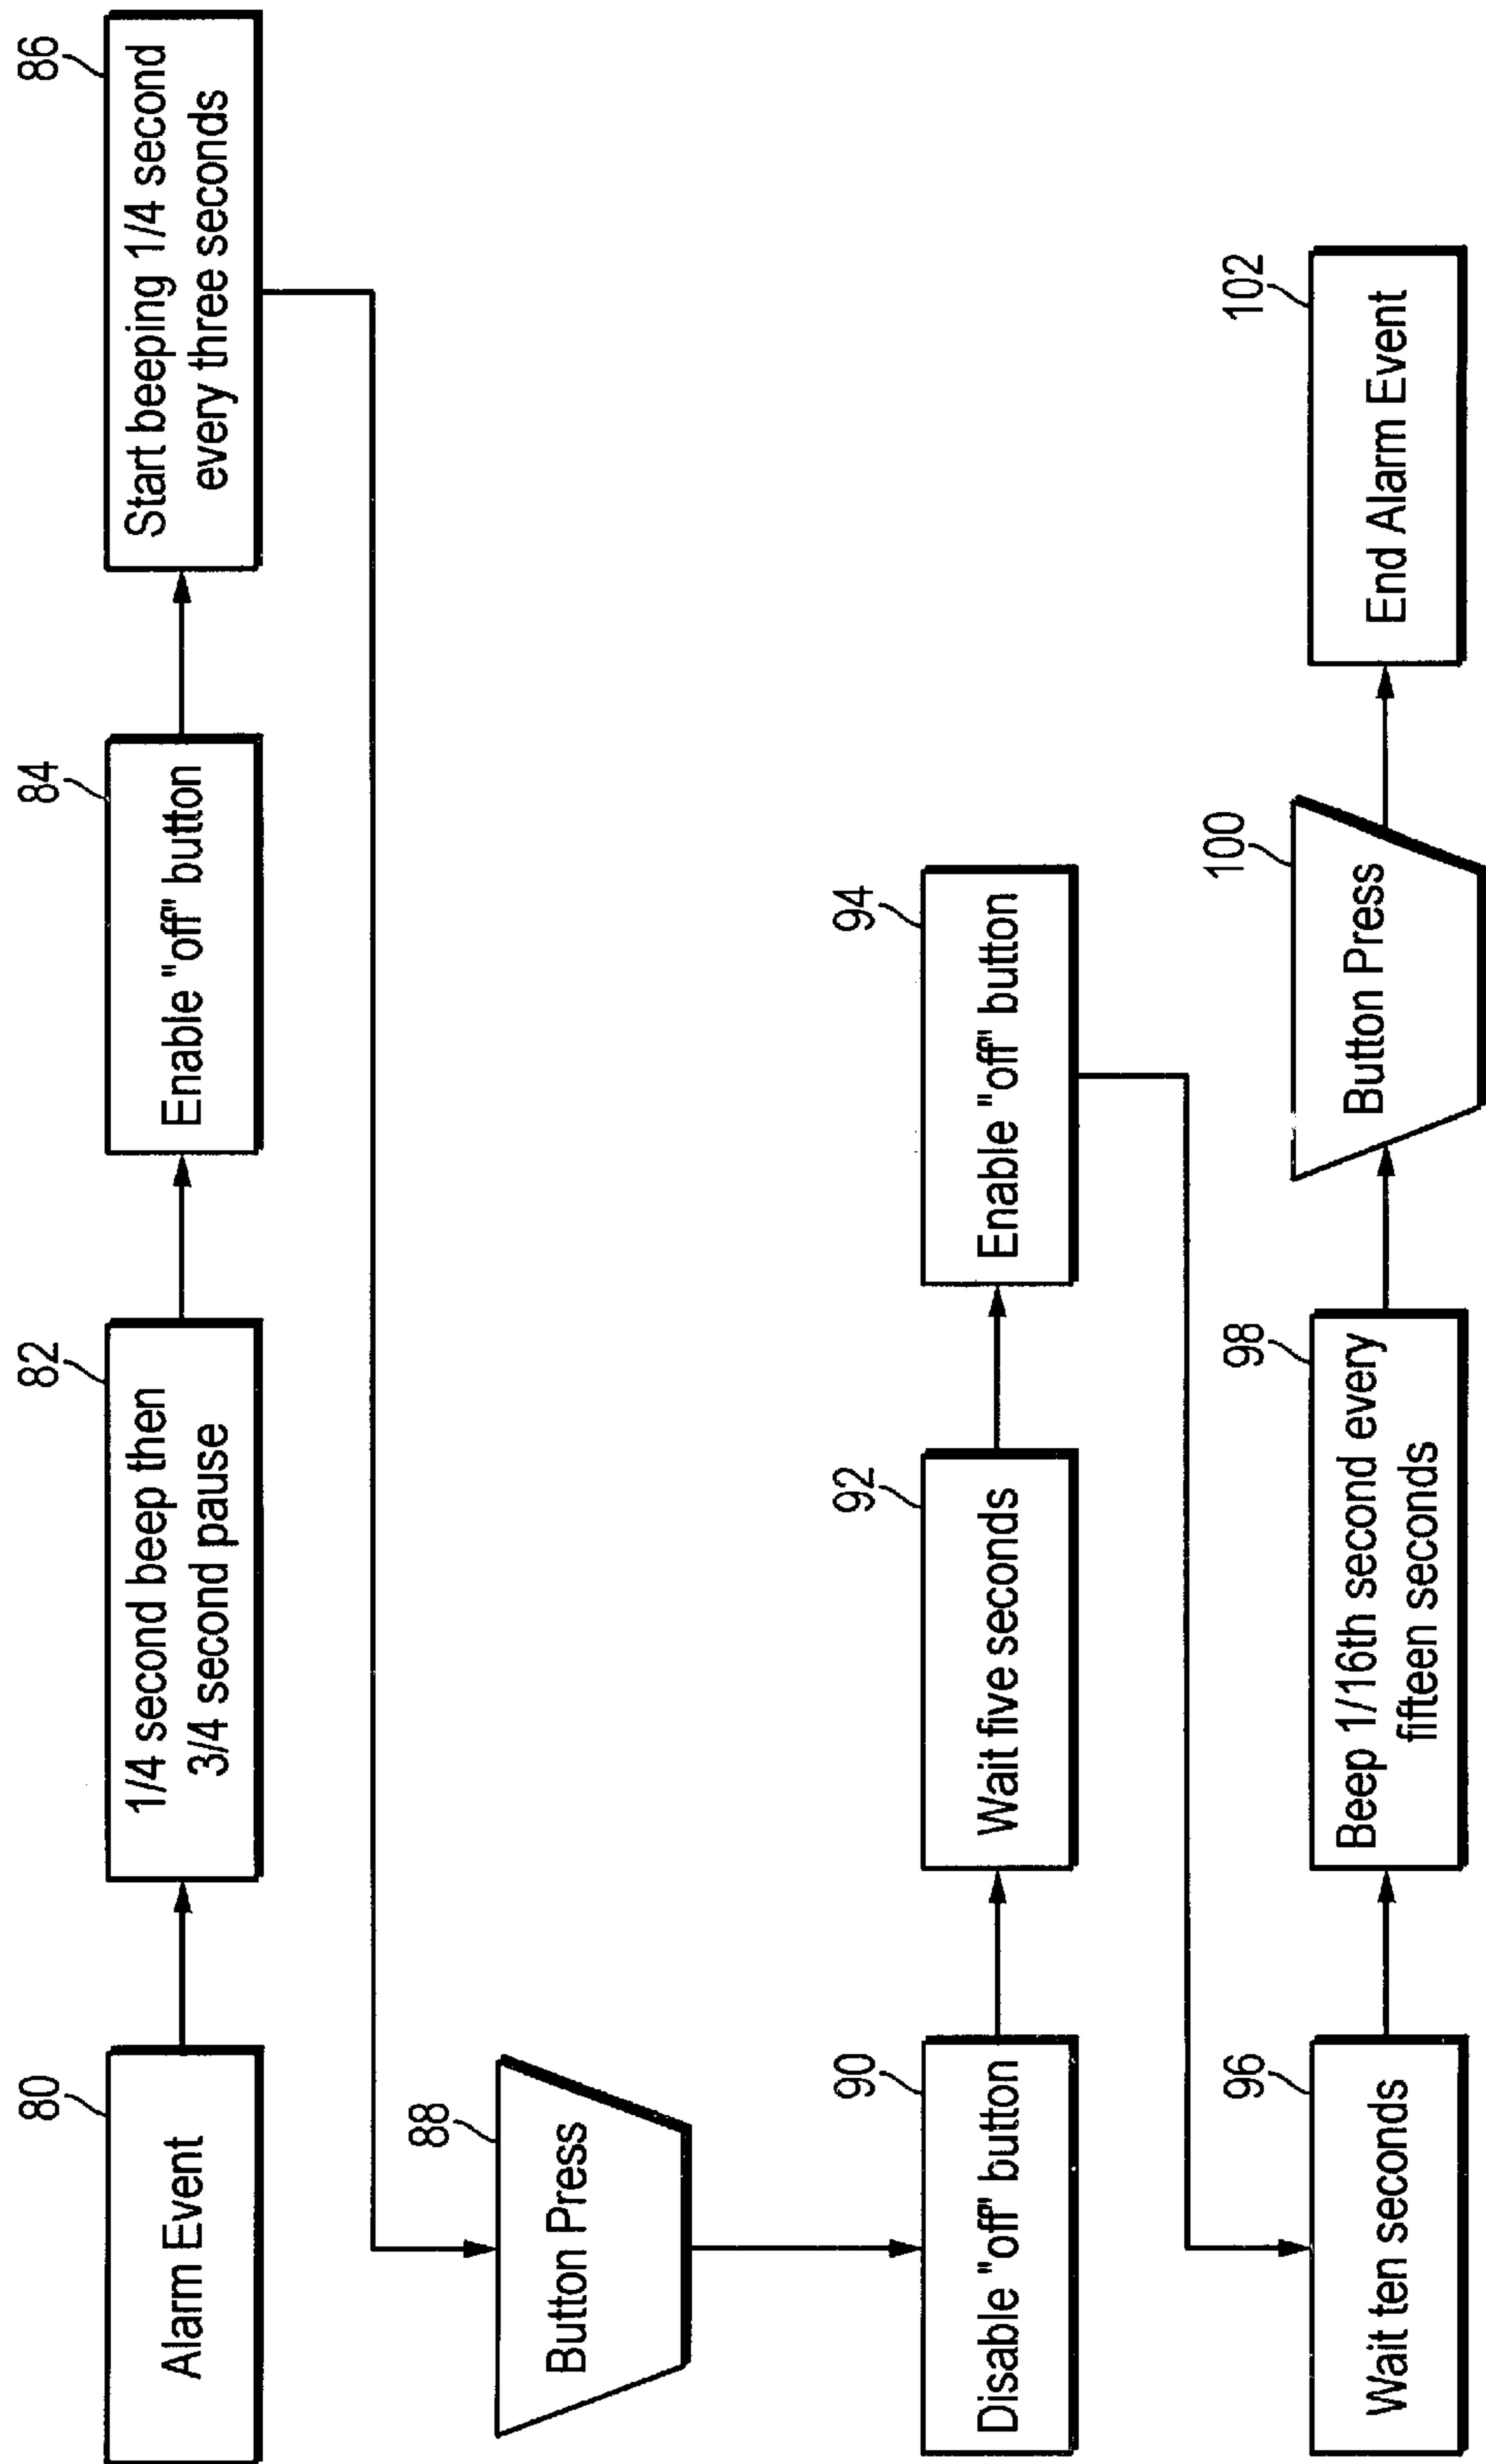 80
Alarm Event
82
1/4 second beep then
3/4 second pause
84
Enable "off" button
86
Start beeping 1/4 second
every three seconds
88
Button Press
90
Disable "off" button
92
Wait five seconds
94
Enable "off" button
96
Wait ten seconds
98
Beep 1/16th second every
fifteen seconds
100
Button Press
102
End Alarm Event